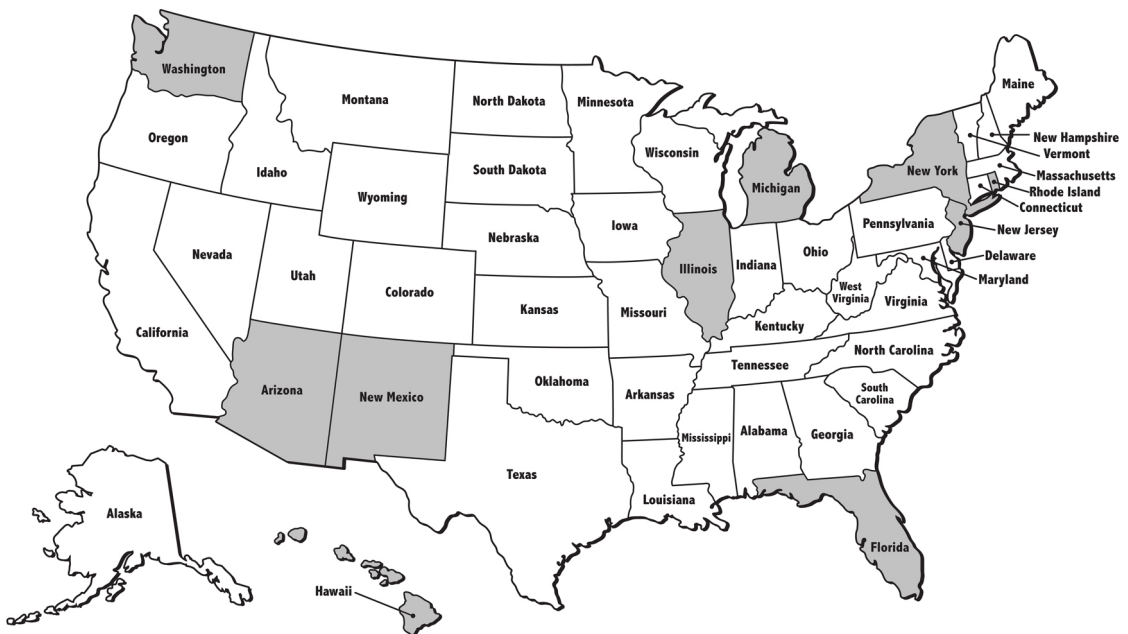 Washington
Oregon
California
Nevada
Idaho
Montana
Wyoming
Utah
Colorado
Arizona
New Mexico
North Dakota
South Dakota
Nebraska
Kansas
Oklahoma
Texas
Minnesota
Iowa
Missouri
Arkansas
Louisiana
Wisconsin
Illinois
Michigan
Indiana
Ohio
Kentucky
Tennessee
Mississippi
Alabama
Georgia
Florida
South
Carolina
North Carolina
Virginia
West
Virginia
Pennsylvania
New York
Maine
New Hampshire
Vermont
Massachusetts
Rhode Island
Connecticut
New Jersey
Delaware
Maryland
Alaska
Hawaii